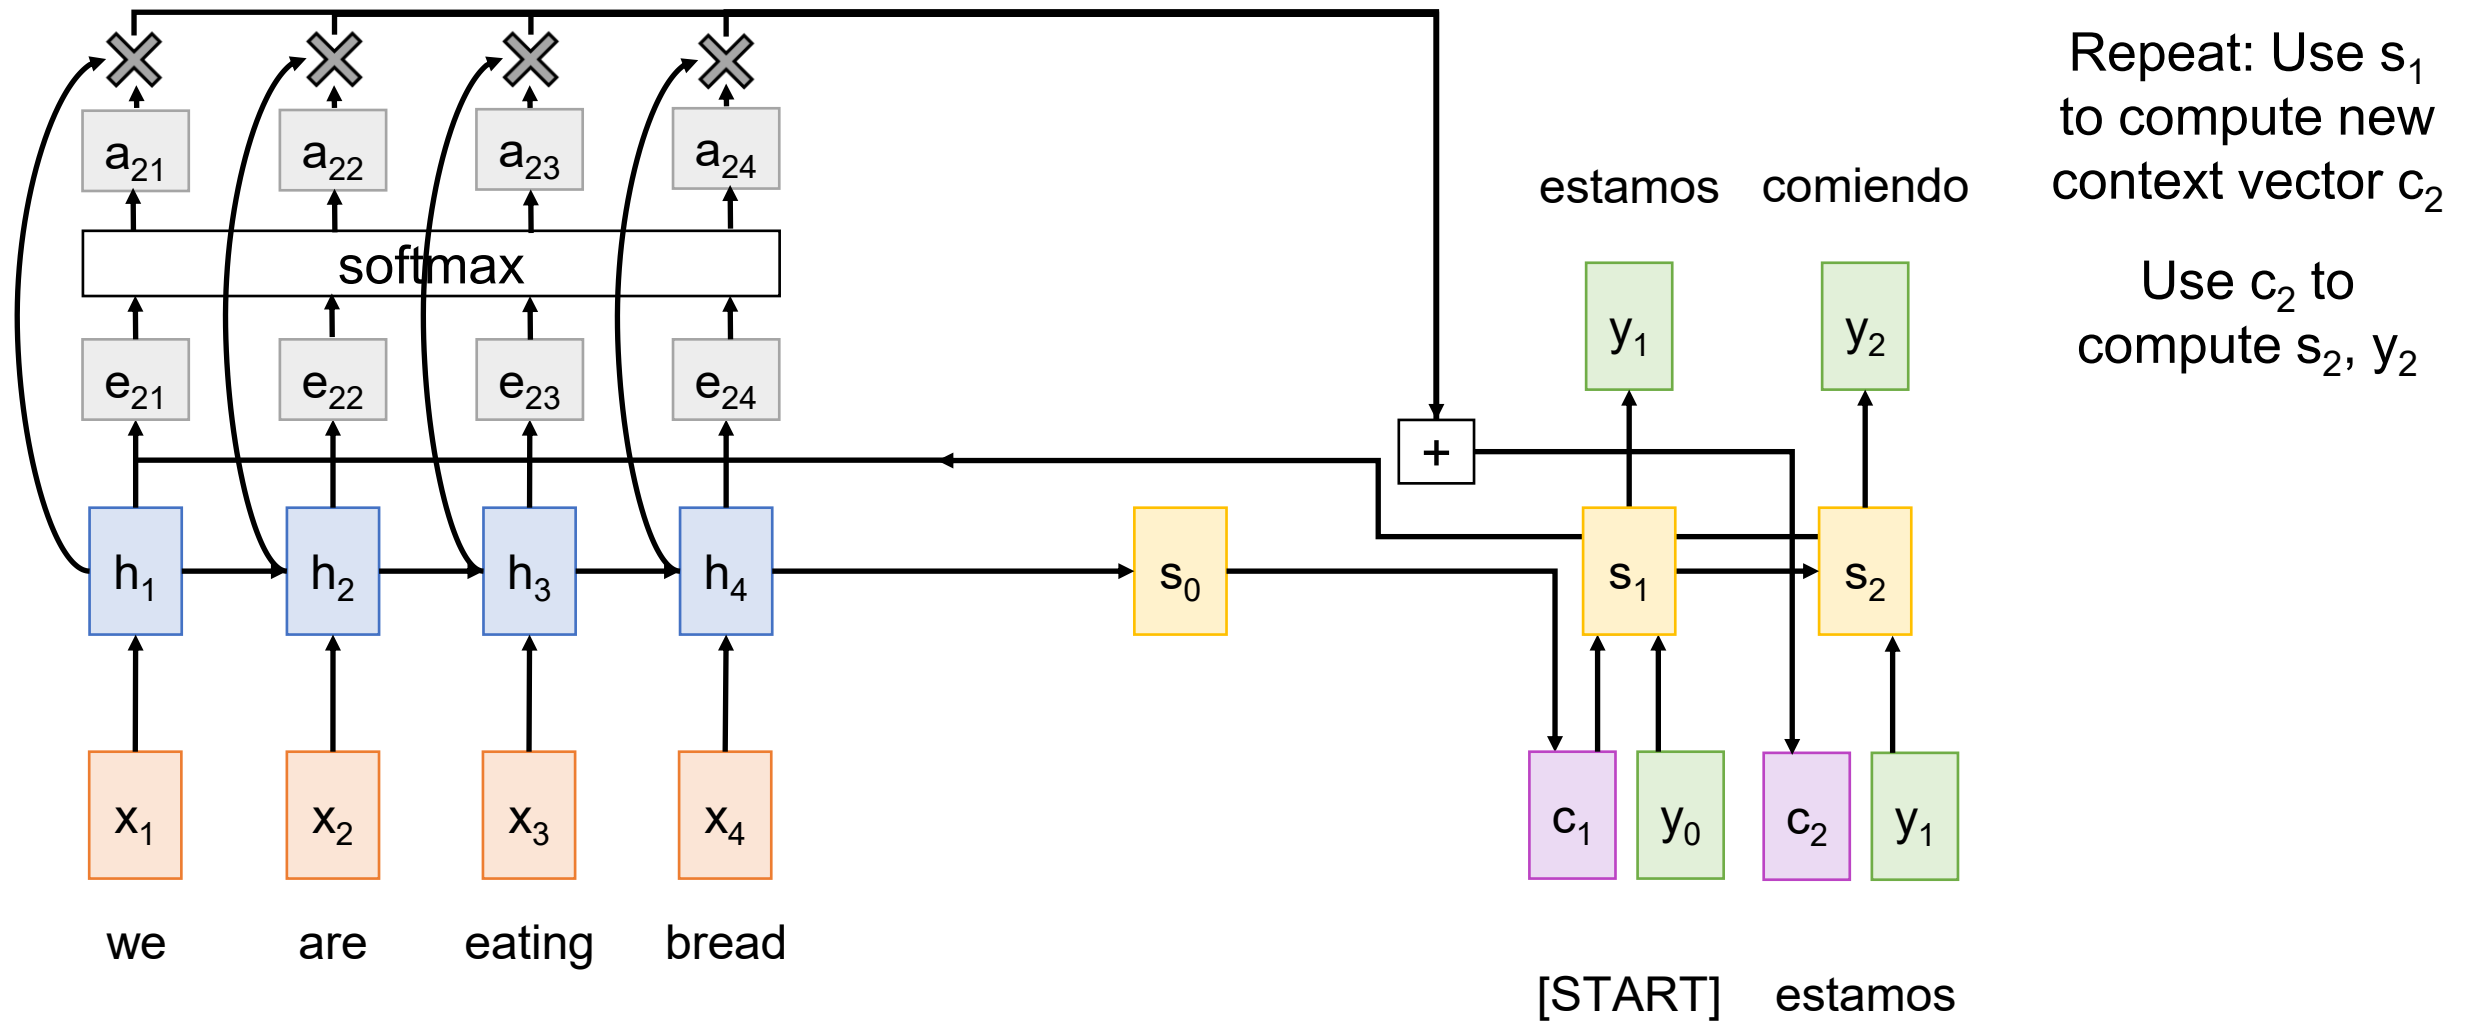 Repeat: Use s₁
to compute new
context vector c₂
Use c₂ to
compute s₂, y₂
a₂₁ a₂₂ a₂₃ a₂₄
estamos comiendo
softmax
y₁ y₂
e₂₁ e₂₂ e₂₃ e₂₄
+
h₁ h₂ h₃ h₄ s₀ s₁ s₂
x₁ x₂ x₃ x₄ c₁ y₀ c₂ y₁
we are eating bread
[START] estamos